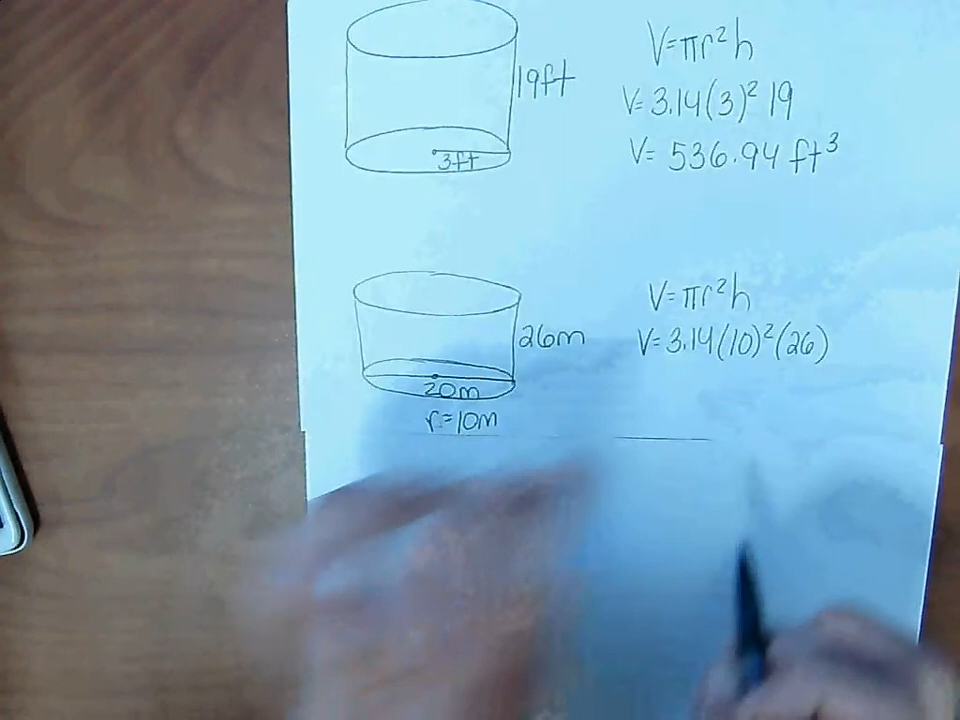 19ft
3ft
V=πr²h
V=3.14(3)² 19
V= 536.94 ft³
26m
20m
r=10m
V=πr²h
V=3.14(10)²(26)